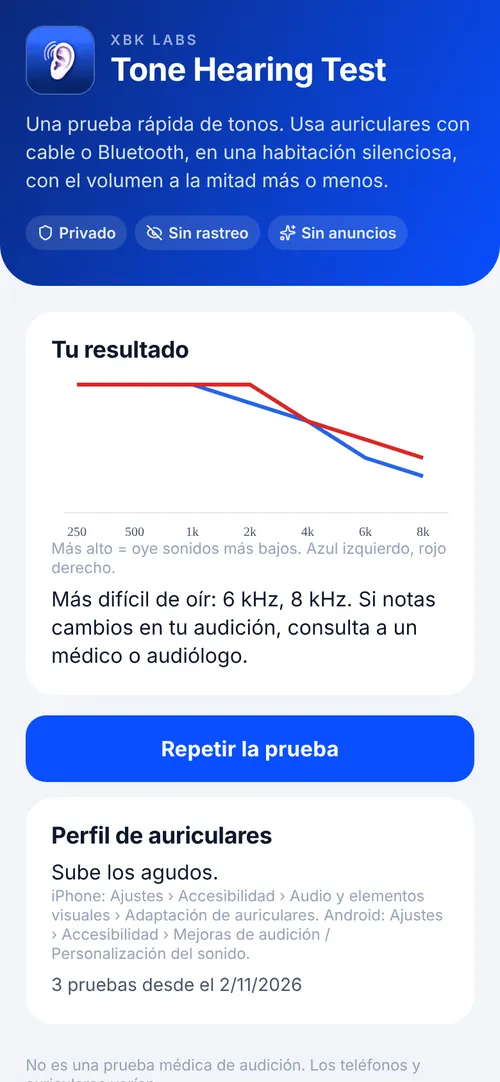 XBK LABS
Tone Hearing Test
Una prueba rápida de tonos. Usa auriculares con
cable o Bluetooth, en una habitación silenciosa,
con el volumen a la mitad más o menos.
Privado
Sin rastreo
Sin anuncios
Tu resultado
250 500 1k 2k 4k 6k 8k
Más alto = oye sonidos más bajos. Azul izquierdo, rojo
derecho.
Más difícil de oír: 6 kHz, 8 kHz. Si notas
cambios en tu audición, consulta a un
médico o audiólogo.
Repetir la prueba
Perfil de auriculares
Sube los agudos.
iPhone: Ajustes › Accesibilidad › Audio y elementos
visuales › Adaptación de auriculares. Android: Ajustes
› Accesibilidad › Mejoras de audición /
Personalización del sonido.
3 pruebas desde el 2/11/2026
No es una prueba médica de audición. Los teléfonos y